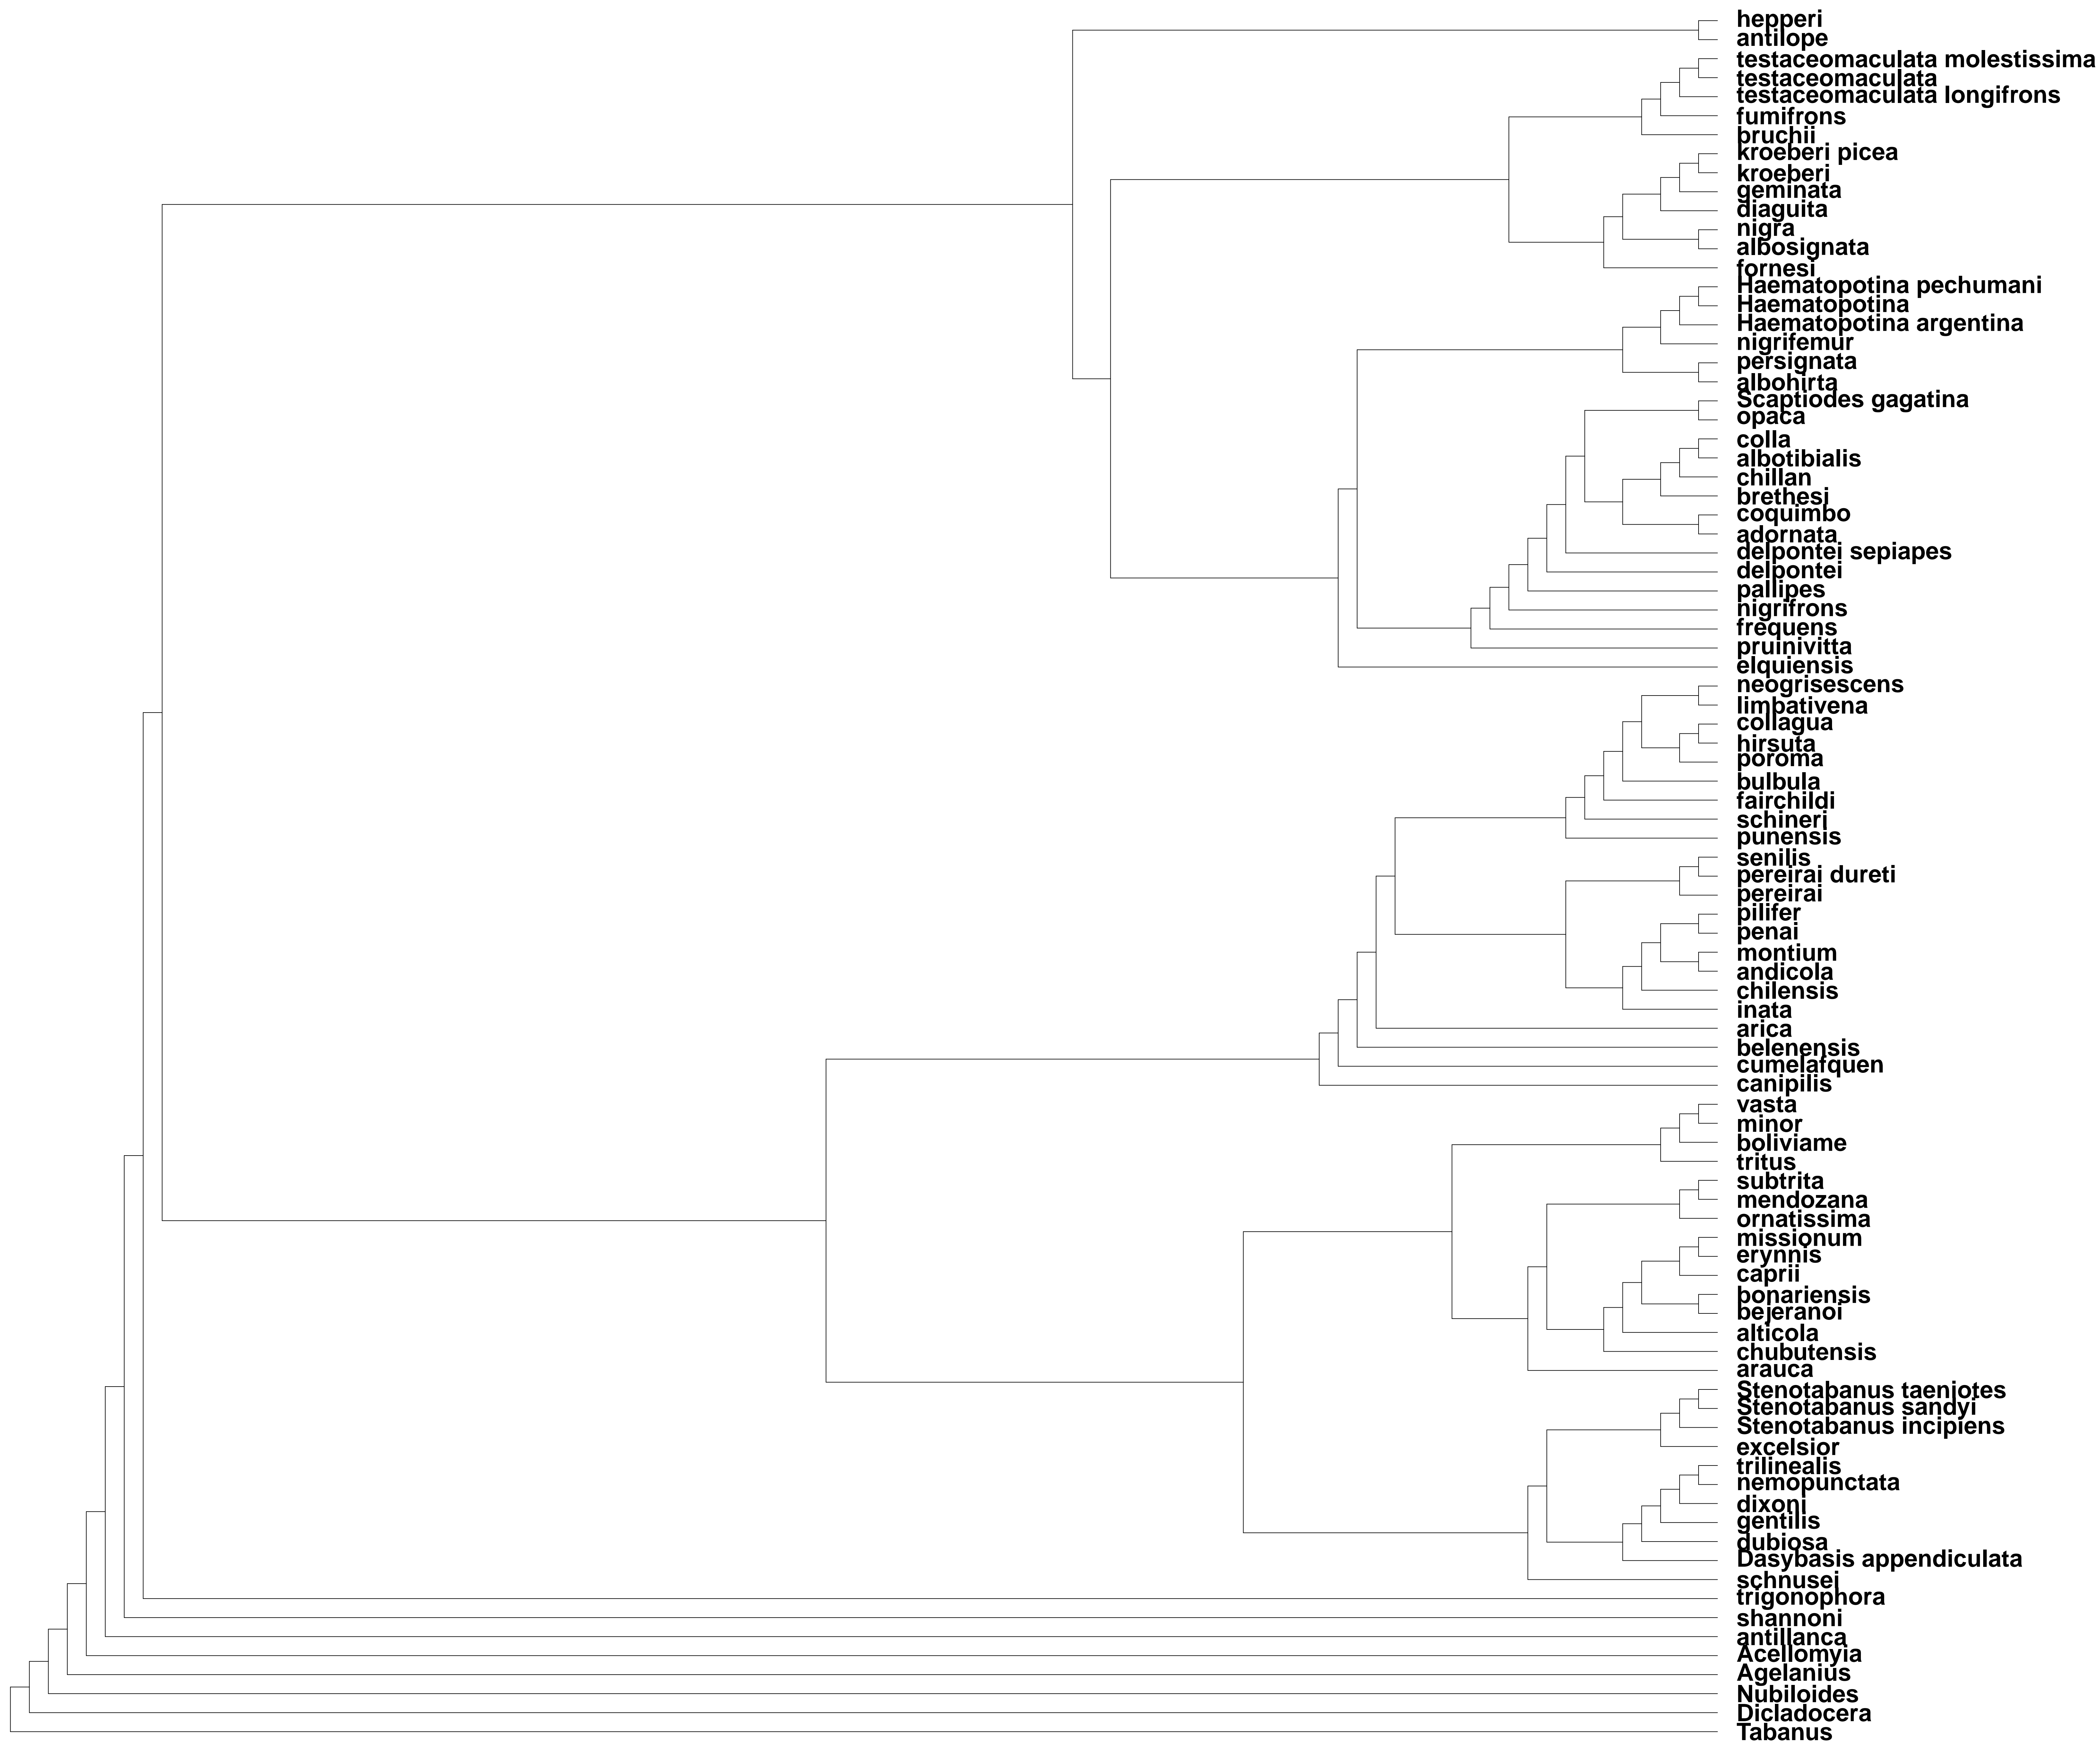 hepperi
antilope
testaceomaculata molestissima
testaceomaculata
testaceomaculata longifrons
fumifrons
bruchii
kroeberi picea
kroeberi
geminata
diaguita
nigra
albosignata
fornesi
Haematopotina pechumani
Haematopotina
Haematopotina argentina
nigrifemur
persignata
albohirta
Scaptiodes gagatina
opaca
colla
albotibialis
chillan
brethesi
coquimbo
adornata
delpontei sepiapes
delpontei
pallipes
nigrifrons
frequens
pruinivitta
elquiensis
neogrisescens
limpativena
collagua
hirsuta
poroma
bulbula
fairchildi
schineri
punensis
senilis
pereirai dureti
pereirai
pilifer
penai
montium
andicola
chilensis
inata
arica
belenensis
cumelafquen
canipilis
vasta
minor
boliviame
tritus
subtrita
mendozana
ornatissima
missionum
erynnis
caprii
bonariensis
bejeranoi
alticola
chubutensis
arauca
Stenotabanus taeniotes
Stenotabanus sandyi
Stenotabanus incipiens
excelsior
trilinealis
nemopunctata
dixoni
gentilis
dubiosa
Dasybasis appendiculata
schnusei
trigonophora
shannoni
antillanca
Acellomyia
Agelanius
Nubiloides
Dicladocera
Tabanus